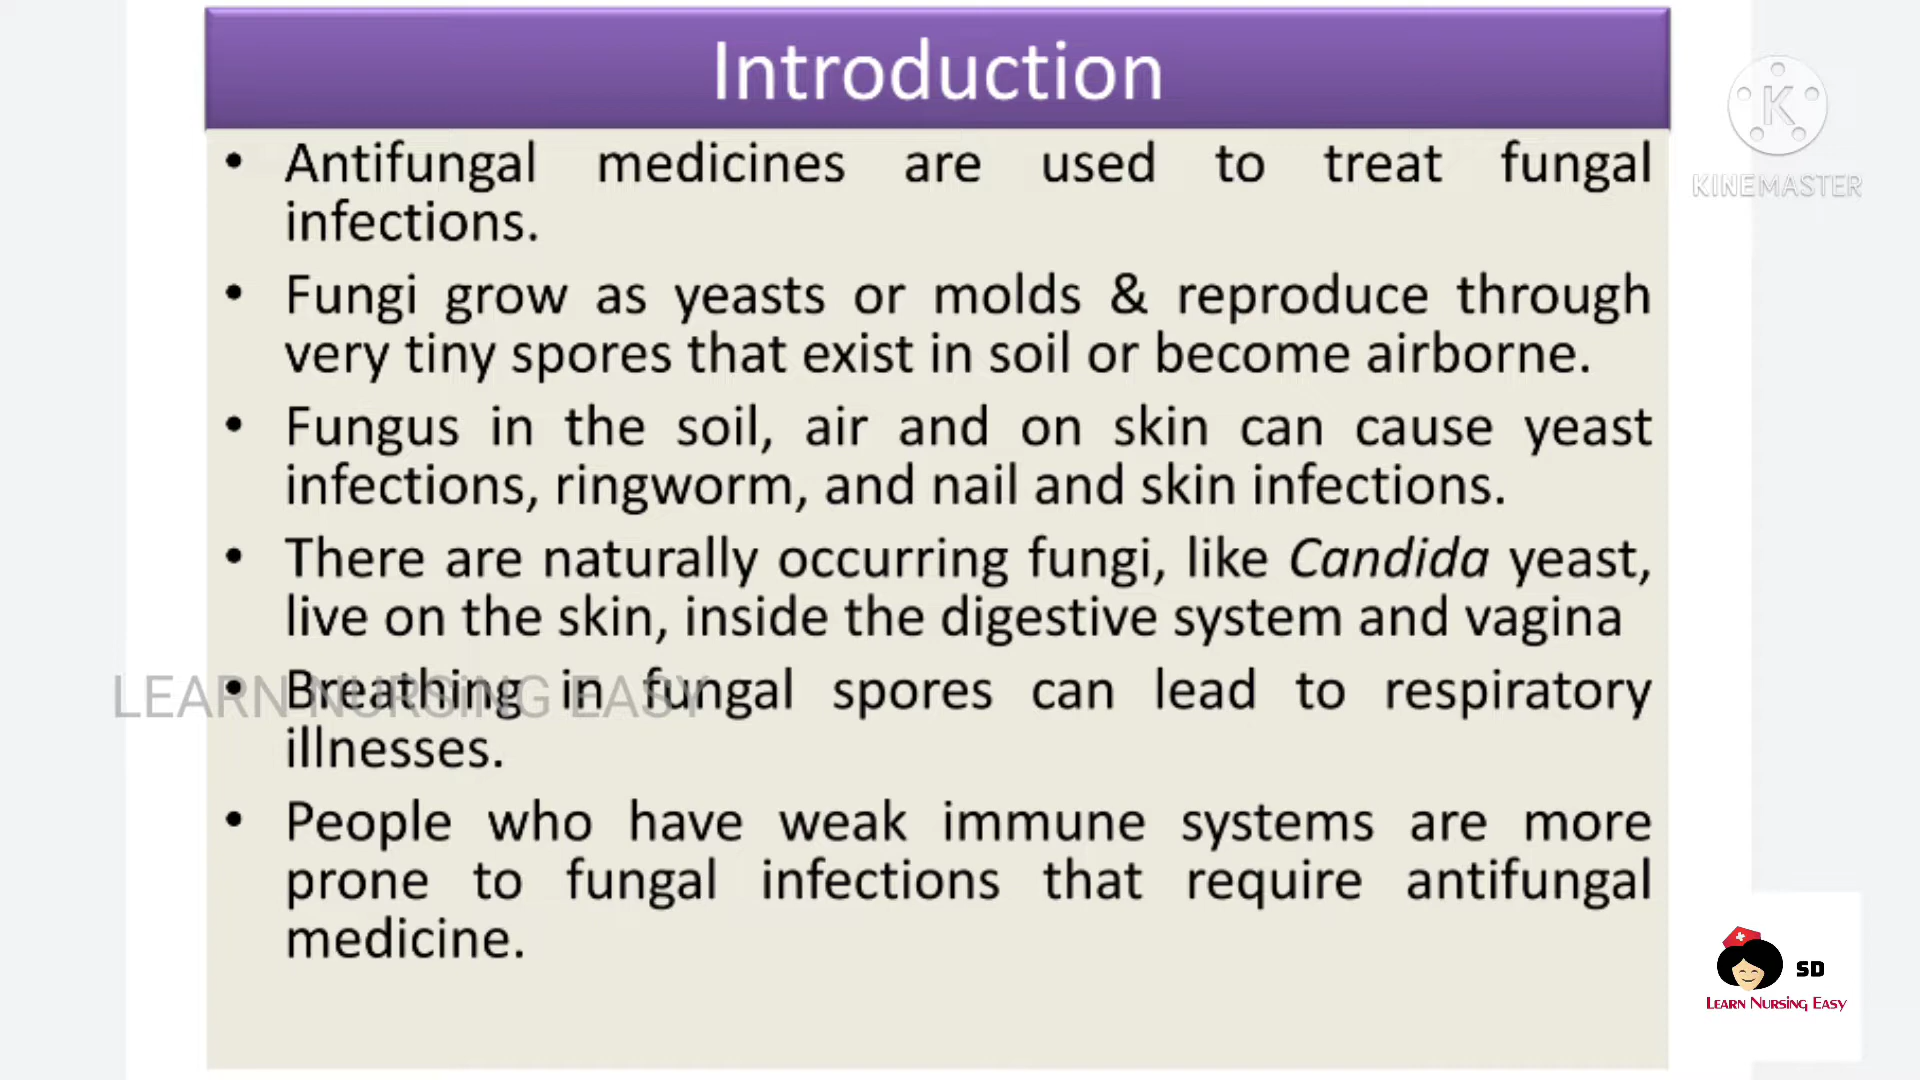 Introduction
• Antifungal medicines are used to treat fungal
infections.
• Fungi grow as yeasts or molds & reproduce through
very tiny spores that exist in soil or become airborne.
• Fungus in the soil, air and on skin can cause yeast
infections, ringworm, and nail and skin infections.
• There are naturally occurring fungi, like Candida yeast,
live on the skin, inside the digestive system and vagina
• Breathing in fungal spores can lead to respiratory
illnesses.
• People who have weak immune systems are more
prone to fungal infections that require antifungal
medicine.
LEARN NURSING EASY
K
KINEMASTER
SD
LEARN NURSING EASY